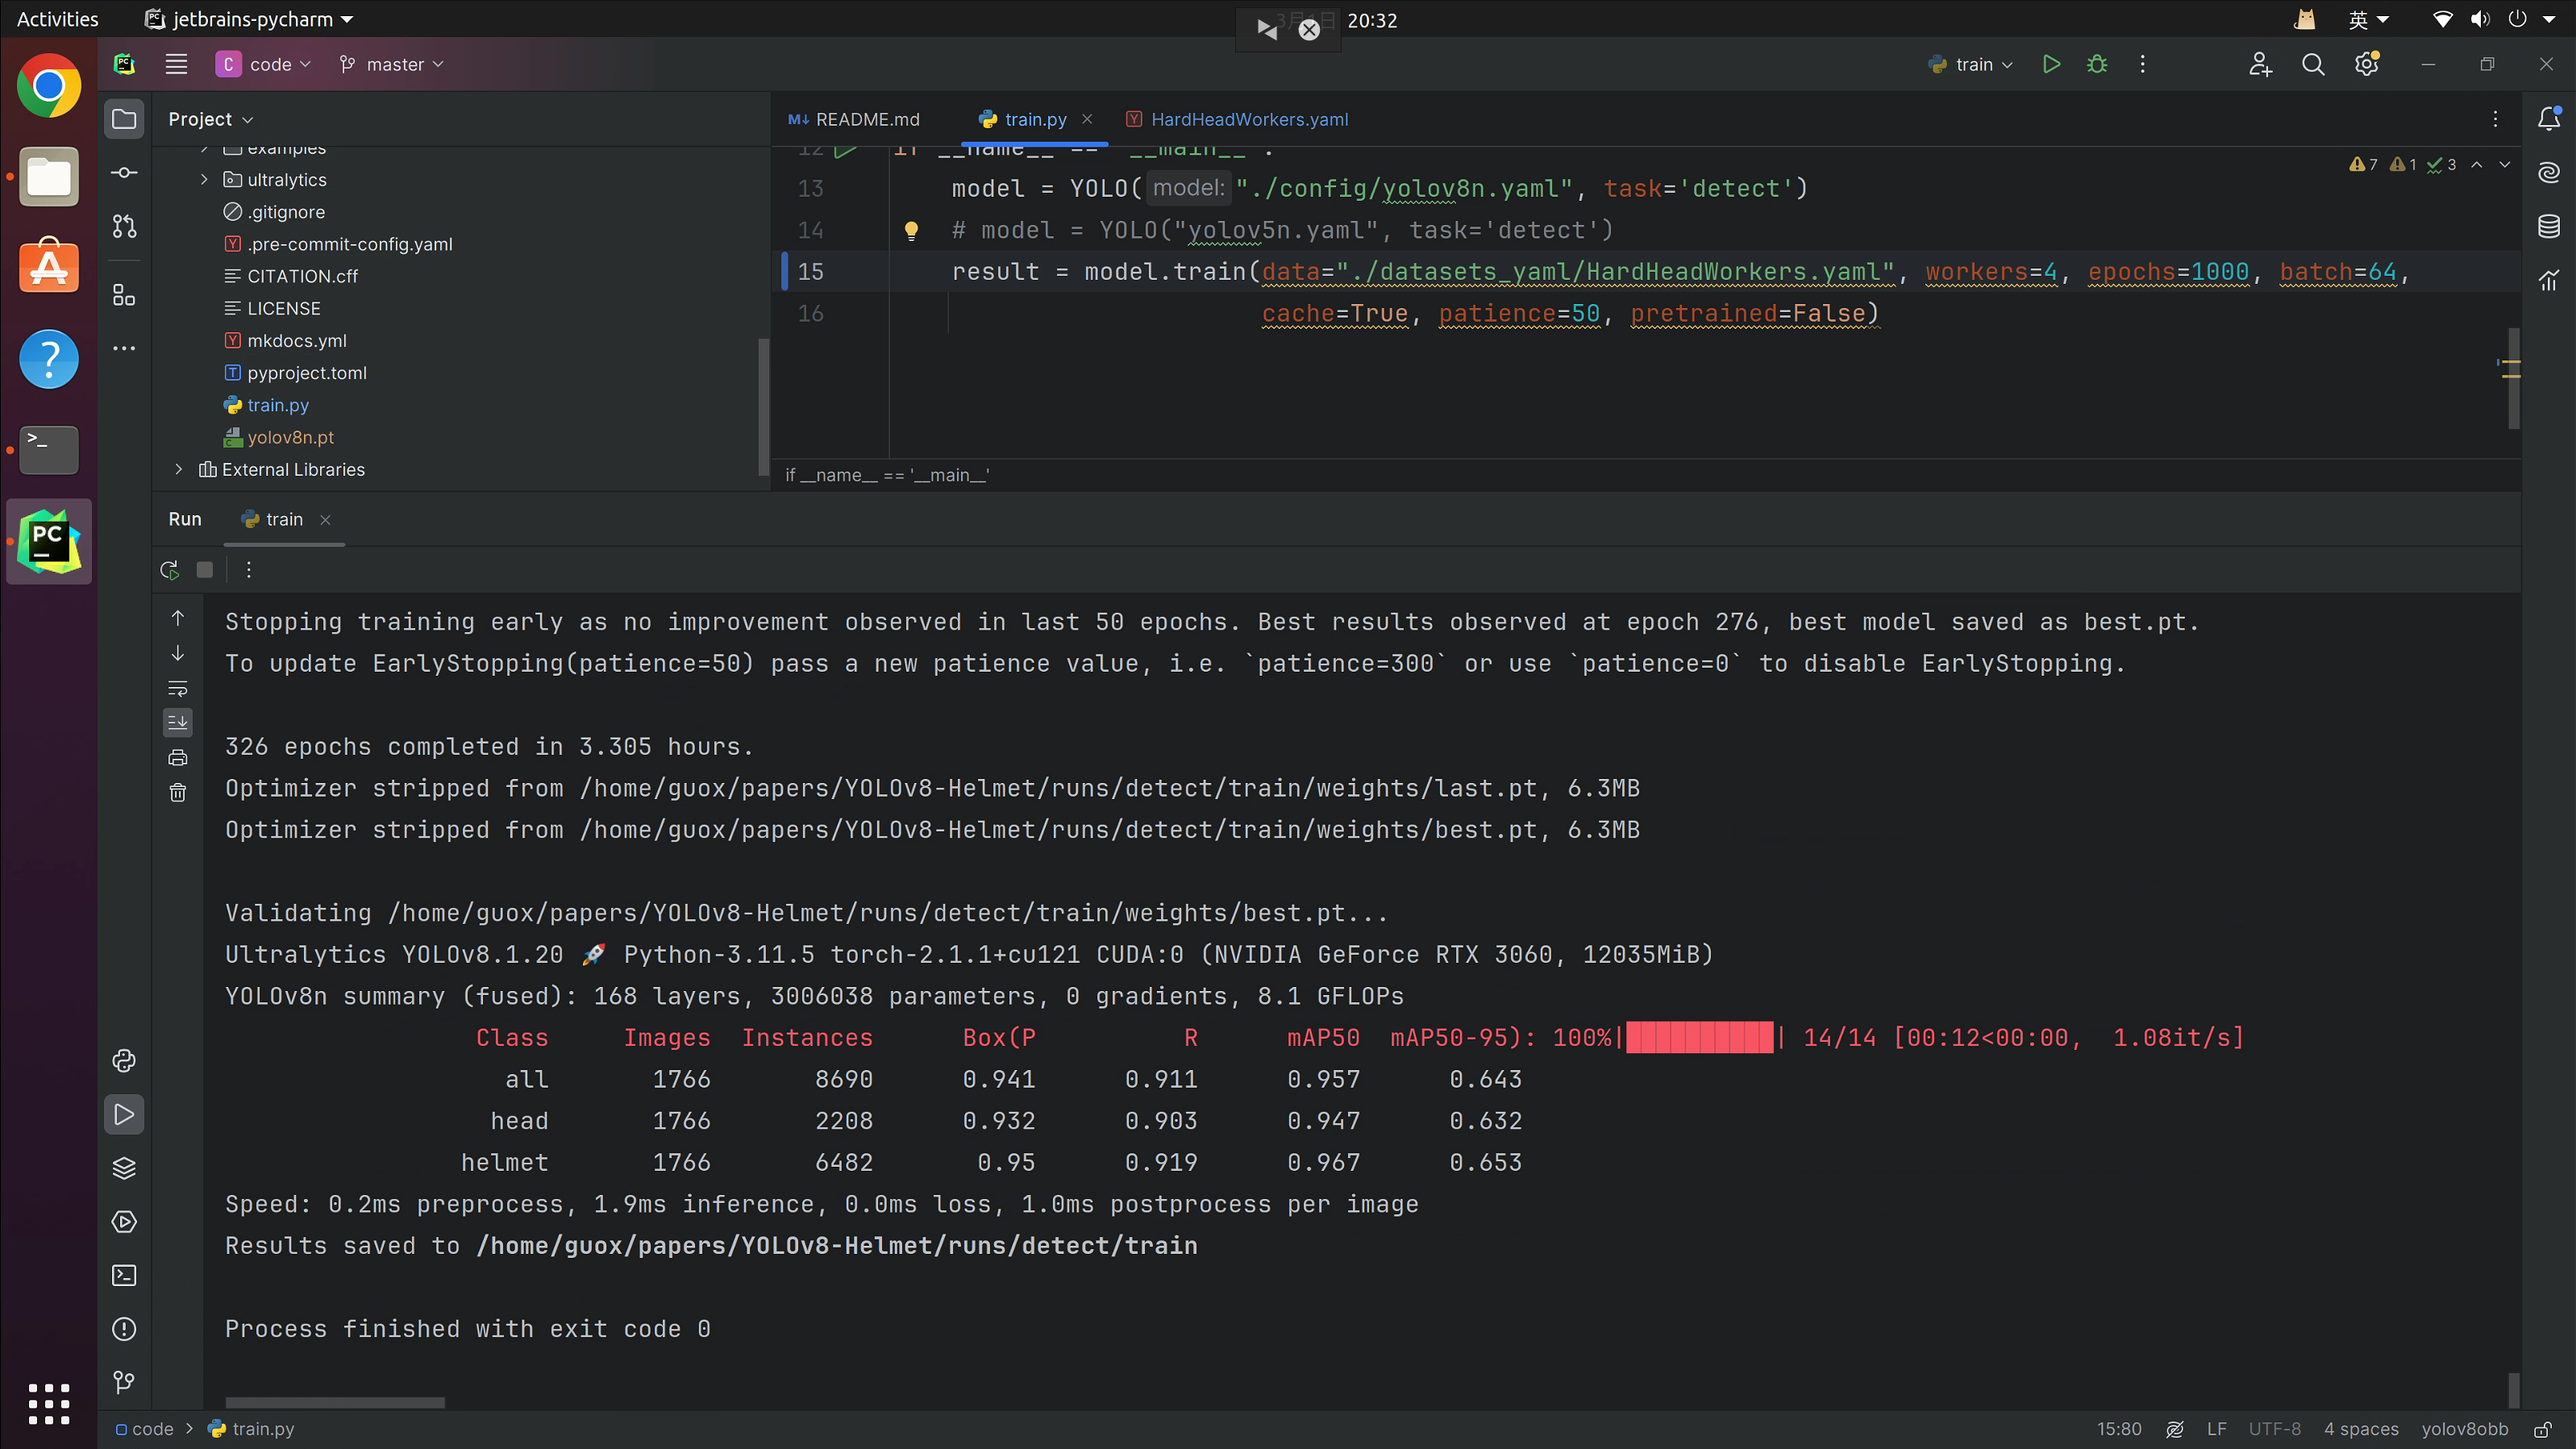 Activities
jetbrains-pycharm
20:32
英
code
master
train
Project
README.md
train.py
HardHeadWorkers.yaml
examples
ultralytics
.gitignore
.pre-commit-config.yaml
CITATION.cff
LICENSE
mkdocs.yml
pyproject.toml
train.py
yolov8n.pt
External Libraries
7 1 3
12 if __name__ == '__main__':
13 model = YOLO( model: "./config/yolov8n.yaml", task='detect')
14 # model = YOLO("yolov5n.yaml", task='detect')
15 result = model.train(data="./datasets_yaml/HardHeadWorkers.yaml", workers=4, epochs=1000, batch=64,
16 cache=True, patience=50, pretrained=False)
if __name__ == '__main__'
Run
train
Stopping training early as no improvement observed in last 50 epochs. Best results observed at epoch 276, best model saved as best.pt.
To update EarlyStopping(patience=50) pass a new patience value, i.e. `patience=300` or use `patience=0` to disable EarlyStopping.
326 epochs completed in 3.305 hours.
Optimizer stripped from /home/guox/papers/YOLOv8-Helmet/runs/detect/train/weights/last.pt, 6.3MB
Optimizer stripped from /home/guox/papers/YOLOv8-Helmet/runs/detect/train/weights/best.pt, 6.3MB
Validating /home/guox/papers/YOLOv8-Helmet/runs/detect/train/weights/best.pt...
Ultralytics YOLOv8.1.20 🚀 Python-3.11.5 torch-2.1.1+cu121 CUDA:0 (NVIDIA GeForce RTX 3060, 12035MiB)
YOLOv8n summary (fused): 168 layers, 3006038 parameters, 0 gradients, 8.1 GFLOPs
Class Images Instances Box(P R mAP50 mAP50-95): 100%|██████████| 14/14 [00:12<00:00, 1.08it/s]
all 1766 8690 0.941 0.911 0.957 0.643
head 1766 2208 0.932 0.903 0.947 0.632
helmet 1766 6482 0.95 0.919 0.967 0.653
Speed: 0.2ms preprocess, 1.9ms inference, 0.0ms loss, 1.0ms postprocess per image
Results saved to /home/guox/papers/YOLOv8-Helmet/runs/detect/train
Process finished with exit code 0
code > train.py
15:80 LF UTF-8 4 spaces yolov8obb